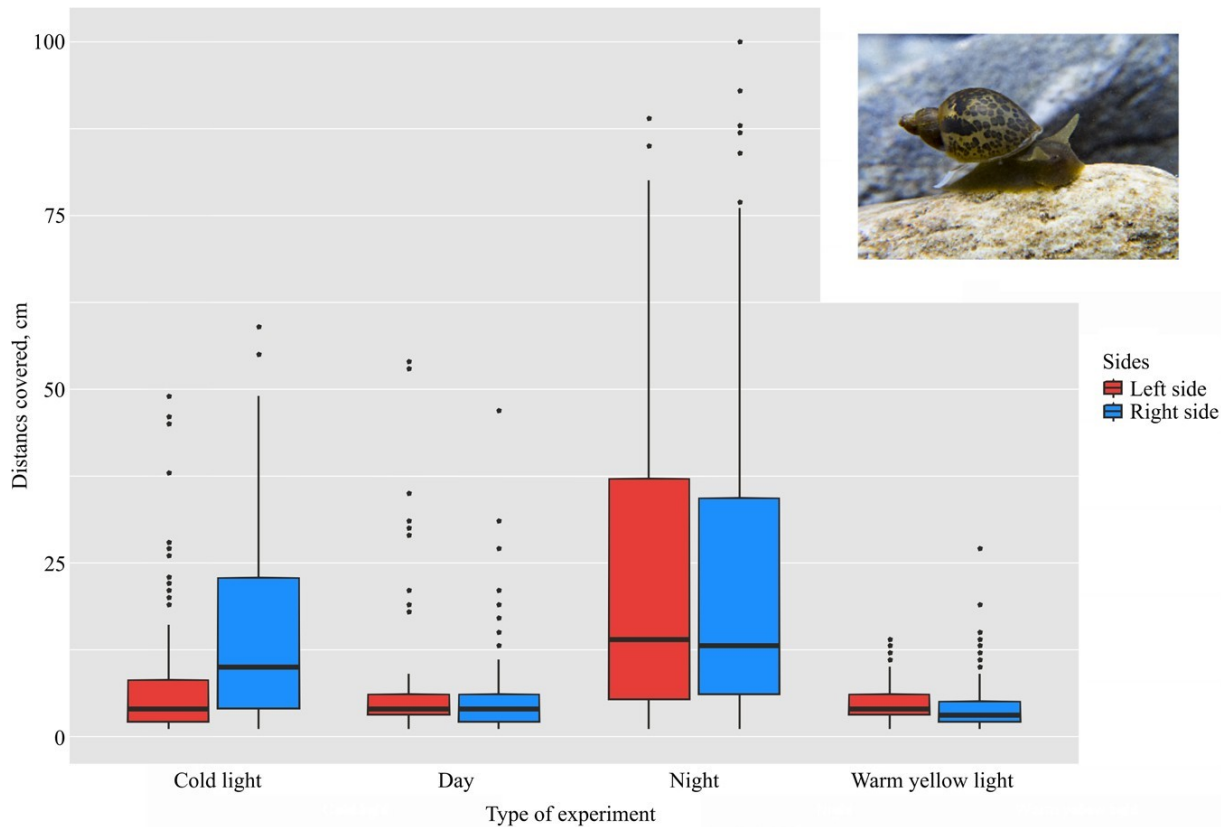 100
75
50
25
0
Distancs covered, cm
Cold light
Day
Night
Warm yellow light
Type of experiment
Sides
Left side
Right side